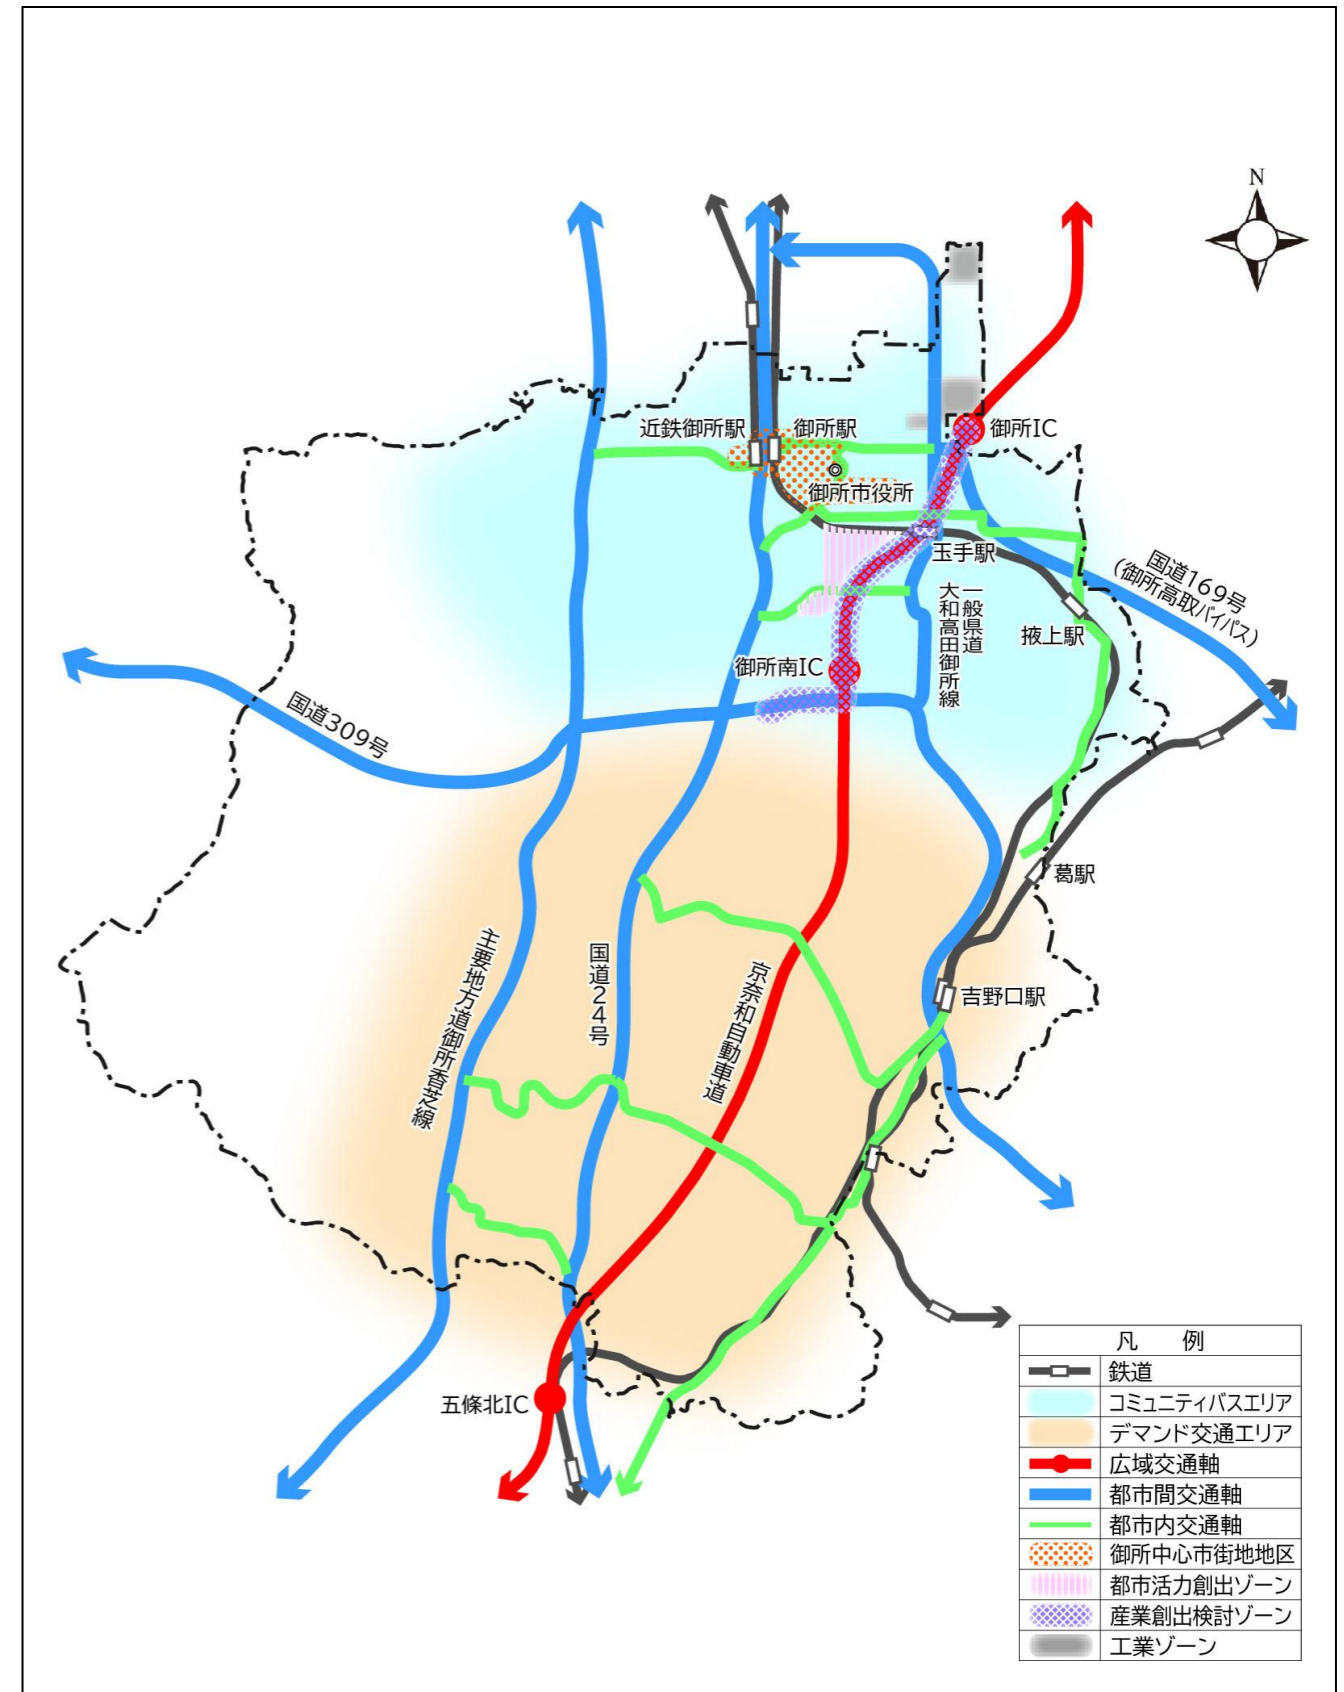 N
近鉄御所駅
御所駅
御所IC
御所市役所
玉手駅
国道169号
(御所高取バイパス)
一般県道
大和高田御所線
掖上駅
御所南IC
国道309号
葛駅
主要地方道御所香芝線
国道24号
京奈和自動車道
吉野口駅
五條北IC
凡 例
鉄道
コミュニティバスエリア
デマンド交通エリア
広域交通軸
都市間交通軸
都市内交通軸
御所中心市街地地区
都市活力創出ゾーン
産業創出検討ゾーン
工業ゾーン